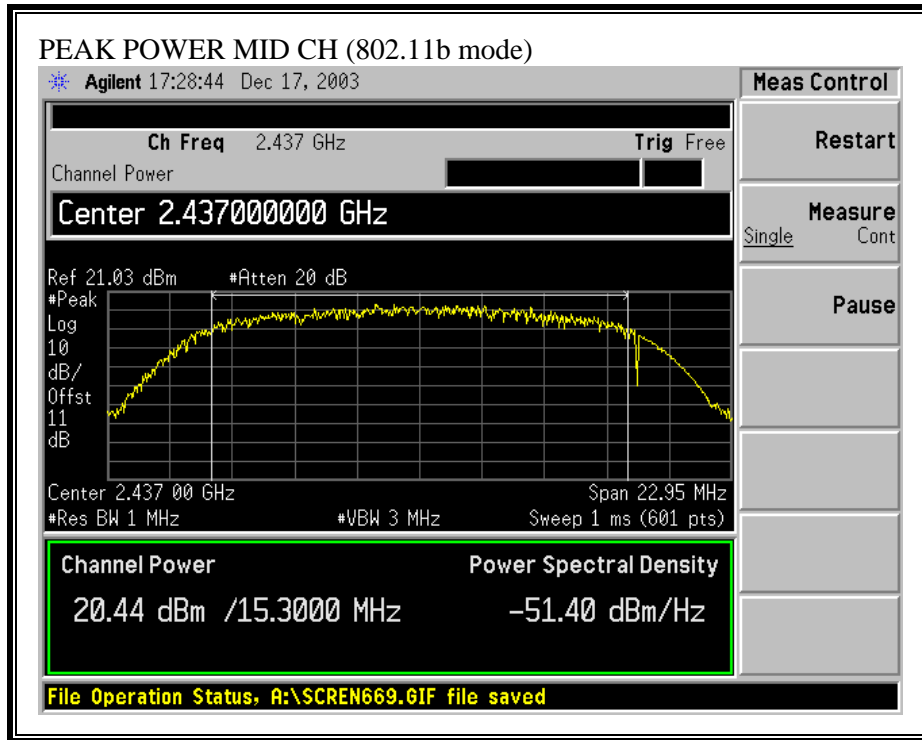 PEAK POWER MID CH (802.11b mode)
Agilent 17:28:44 Dec 17, 2003
Meas Control
Ch Freq 2.437 GHz
Trig Free
Restart
Channel Power
Center 2.437000000 GHz
Measure
Single Cont
Ref 21.03 dBm #Atten 20 dB
Pause
#Peak
Log
10
dB/
Offst
11
dB
Center 2.437 00 GHz Span 22.95 MHz
#Res BW 1 MHz #VBW 3 MHz Sweep 1 ms (601 pts)
Channel Power Power Spectral Density
20.44 dBm /15.3000 MHz -51.40 dBm/Hz
File Operation Status, A:\SCREN669.GIF file saved